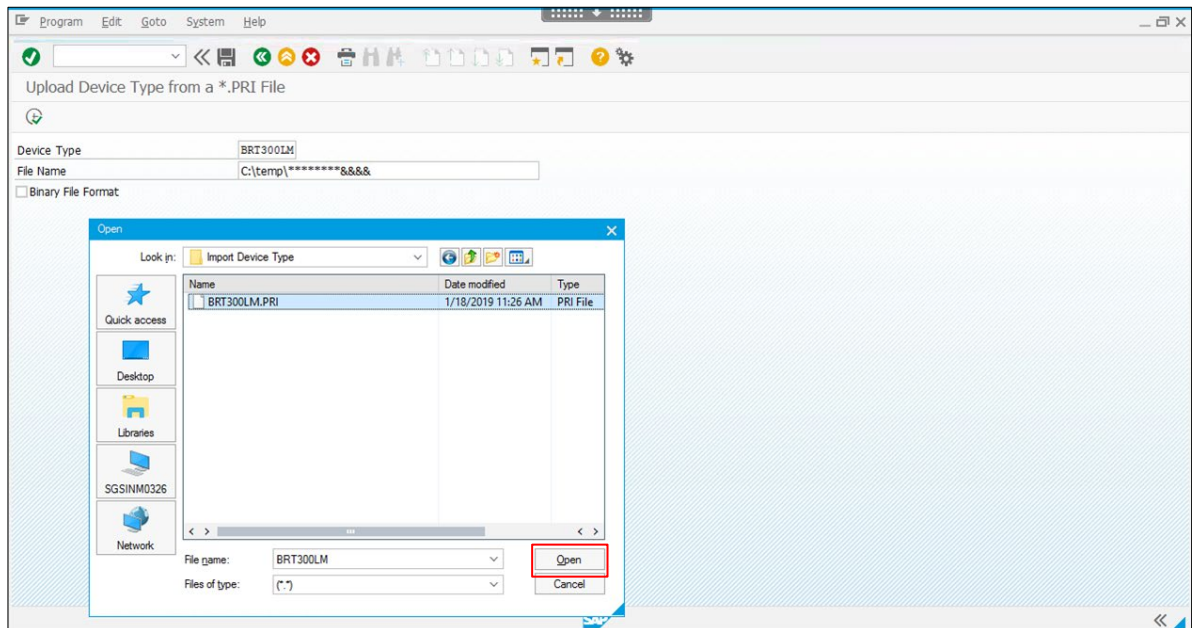 Program Edit Goto System Help
Upload Device Type from a *.PRI File
Device Type BRT300LM
File Name C:\temp\********&&&&
Binary File Format
Open
Look in: Import Device Type
Name Date modified Type
BRT300LM.PRI 1/18/2019 11:26 AM PRI File
Quick access
Desktop
Libraries
SGSINM0326
Network
File name: BRT300LM Open
Files of type: (*.*) Cancel
SAP